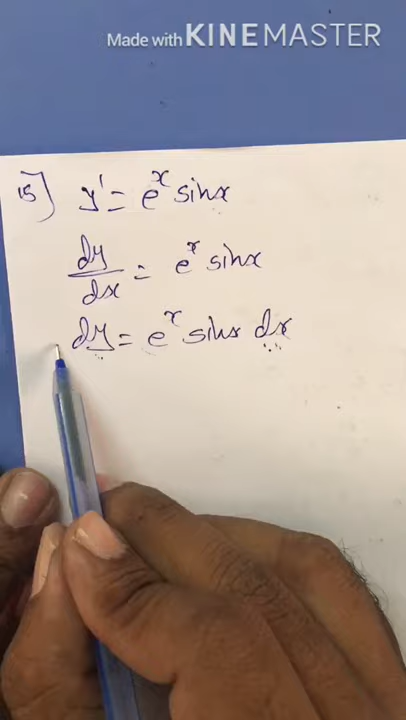 Made with KINEMASTER
15] y' = e^x sinx
dy/dx = e^x sinx
dy = e^x sinx dx